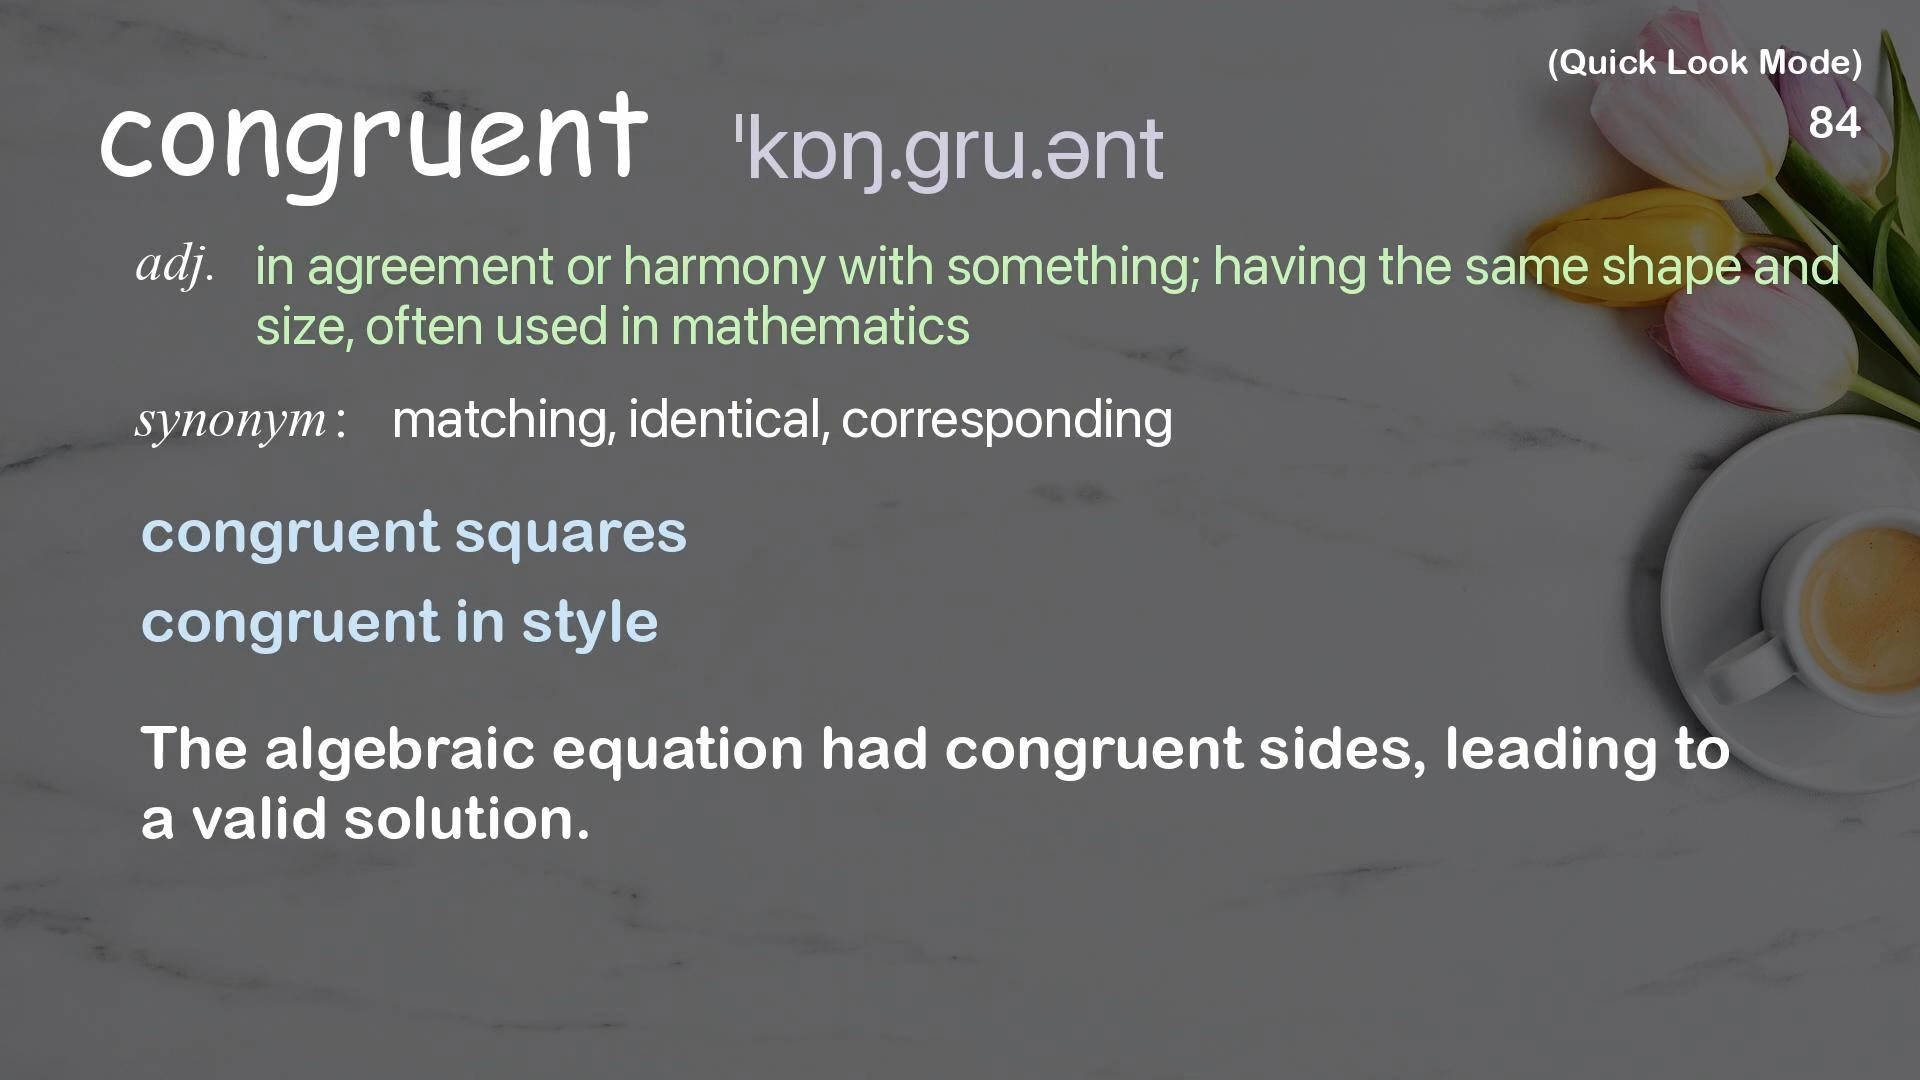 (Quick Look Mode)
84
congruent ˈkɒŋ.gru.ənt
adj. in agreement or harmony with something; having the same shape and
size, often used in mathematics
synonym: matching, identical, corresponding
congruent squares
congruent in style
The algebraic equation had congruent sides, leading to
a valid solution.